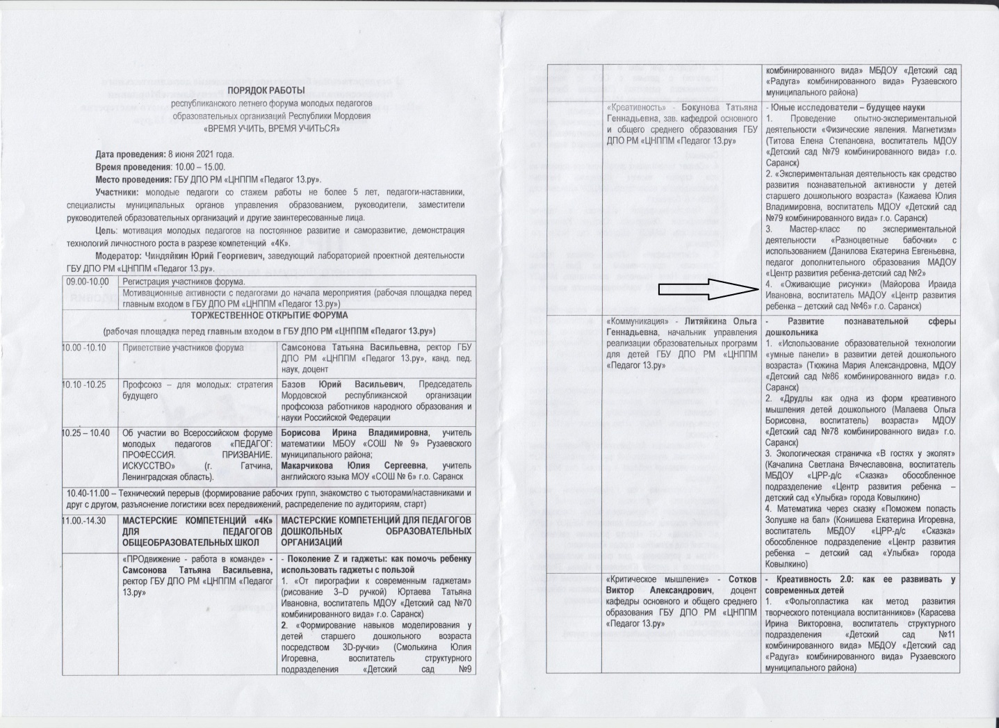 ПОРЯДОК РАБОТЫ
республиканского летнего форума молодых педагогов
образовательных организаций Республики Мордовия
«ВРЕМЯ УЧИТЬ, ВРЕМЯ УЧИТЬСЯ»
Дата проведения: 8 июня 2021 года.
Время проведения: 10.00 – 15.00.
Место проведения: ГБУ ДПО РМ «ЦНППМ «Педагог 13.ру».
Участники: молодые педагоги со стажем работы не более 5 лет, педагоги-наставники,
специалисты муниципальных органов управления образованием, руководители, заместители
руководителей образовательных организаций и другие заинтересованные лица.
Цель: мотивация молодых педагогов на постоянное развитие и саморазвитие, демонстрация
технологий личностного роста в разрезе компетенций «4К».
Модератор: Чиндяйкин Юрий Георгиевич, заведующий лабораторией проектной деятельности
ГБУ ДПО РМ «ЦНППМ «Педагог 13.ру».
09.00-10.00
Регистрация участников форума.
Мотивационные активности с педагогами до начала мероприятия (рабочая площадка перед
главным входом в ГБУ ДПО РМ «ЦНППМ «Педагог 13.ру»)
ТОРЖЕСТВЕННОЕ ОТКРЫТИЕ ФОРУМА
(рабочая площадка перед главным входом в ГБУ ДПО РМ «ЦНППМ «Педагог 13.ру»)
10.00 -10.10
Приветствие участников форума
Самсонова Татьяна Васильевна, ректор ГБУ
ДПО РМ «ЦНППМ «Педагог 13.ру», канд. пед.
наук, доцент
10.10 -10.25
Профсоюз – для молодых: стратегия
будущего
Базов Юрий Васильевич, Председатель
Мордовской республиканской организации
профсоюза работников народного образования и
науки Российской Федерации
10.25 – 10.40
Об участии во Всероссийском форуме
молодых педагогов «ПЕДАГОГ:
ПРОФЕССИЯ. ПРИЗВАНИЕ.
ИСКУССТВО» (г. Гатчина,
Ленинградская область).
Борисова Ирина Владимировна, учитель
математики МБОУ «СОШ № 9» Рузаевского
муниципального района;
Макарчикова Юлия Сергеевна, учитель
английского языка МОУ «СОШ № 6» г.о. Саранск
10.40-11.00 – Технический перерыв (формирование рабочих групп, знакомство с тьюторами/наставниками и
друг с другом, разъяснение логистики всех передвижений, распределение по аудиториям, старт)
11.00.-14.30
МАСТЕРСКИЕ КОМПЕТЕНЦИЙ «4К»
ДЛЯ ПЕДАГОГОВ
ОБЩЕОБРАЗОВАТЕЛЬНЫХ ШКОЛ
МАСТЕРСКИЕ КОМПЕТЕНЦИЙ ДЛЯ ПЕДАГОГОВ
ДОШКОЛЬНЫХ ОБРАЗОВАТЕЛЬНЫХ
ОРГАНИЗАЦИЙ
«ПРОдвижение - работа в команде» -
Самсонова Татьяна Васильевна,
ректор ГБУ ДПО РМ «ЦНППМ «Педагог
13.ру»
- Поколение Z и гаджеты: как помочь ребенку
использовать гаджеты с пользой
1. «От пирографии к современным гаджетам»
(рисование 3–D ручкой) Юртаева Татьяна
Ивановна, воспитатель МДОУ «Детский сад №70
комбинированного вида» г.о. Саранск)
2. «Формирование навыков моделирования у
детей старшего дошкольного возраста
посредством 3D-ручки» (Смолькина Юлия
Игоревна, воспитатель структурного
подразделения «Детский сад №9
комбинированного вида» МБДОУ «Детский сад
«Радуга» комбинированного вида» Рузаевского
муниципального района)
«Креативность» - Бокунова Татьяна
Геннадьевна, зав. кафедрой основного
и общего среднего образования ГБУ
ДПО РМ «ЦНППМ «Педагог 13.ру»
- Юные исследователи – будущее науки
1. Проведение опытно-экспериментальной
деятельности «Физические явления. Магнетизм»
(Титова Елена Степановна, воспитатель МДОУ
«Детский сад №79 комбинированного вида» г.о.
Саранск)
2. «Экспериментальная деятельность как средство
развития познавательной активности у детей
старшего дошкольного возраста» (Кажаева Юлия
Владимировна, воспитатель МДОУ «Детский сад
№79 комбинированного вида» г.о. Саранск)
3. Мастер-класс по экспериментальной
деятельности «Разноцветные бабочки» с
использованием (Данилова Екатерина Евгеньевна,
педагог дополнительного образования МАДОУ
«Центр развития ребенка-детский сад №2»
4. «Оживающие рисунки» (Майорова Ираида
Ивановна, воспитатель МАДОУ «Центр развития
ребенка – детский сад №46» г.о. Саранск)
«Коммуникация» - Литяйкина Ольга
Геннадьевна, начальник управления
реализации образовательных программ
для детей ГБУ ДПО РМ «ЦНППМ
«Педагог 13.ру»
- Развитие познавательной сферы
дошкольника
1. «Использование образовательной технологии
«умные панели» в развитии детей дошкольного
возраста» (Тюжина Мария Александровна, МДОУ
«Детский сад №86 комбинированного вида» г.о.
Саранск)
2. «Друдлы как одна из форм креативного
мышления детей дошкольного (Малаева Ольга
Борисовна, воспитатель) возраста» МДОУ
«Детский сад №78 комбинированного вида» г.о.
Саранск)
3. Экологическая страничка «В гостях у эколят»
(Качалина Светлана Вячеславовна, воспитатель
МБДОУ «ЦРР-д/с «Сказка» обособленное
подразделение «Центр развития ребенка –
детский сад «Улыбка» города Ковылкино)
4. Математика через сказку «Поможем попасть
Золушке на бал» (Конишева Екатерина Игоревна,
воспитатель МБДОУ «ЦРР-д/с «Сказка»
обособленное подразделение «Центр развития
ребенка – детский сад «Улыбка» города
Ковылкино)
«Критическое мышление» - Сотков
Виктор Александрович, доцент
кафедры основного и общего среднего
образования ГБУ ДПО РМ «ЦНППМ
«Педагог 13.ру»
- Креативность 2.0: как ее развивать у
современных детей
1. «Фольгопластика как метод развития
творческого потенциала воспитанников» (Карасева
Ирина Викторовна, воспитатель структурного
подразделения «Детский сад №11
комбинированного вида» МБДОУ «Детский сад
«Радуга» комбинированного вида» Рузаевского
муниципального района)